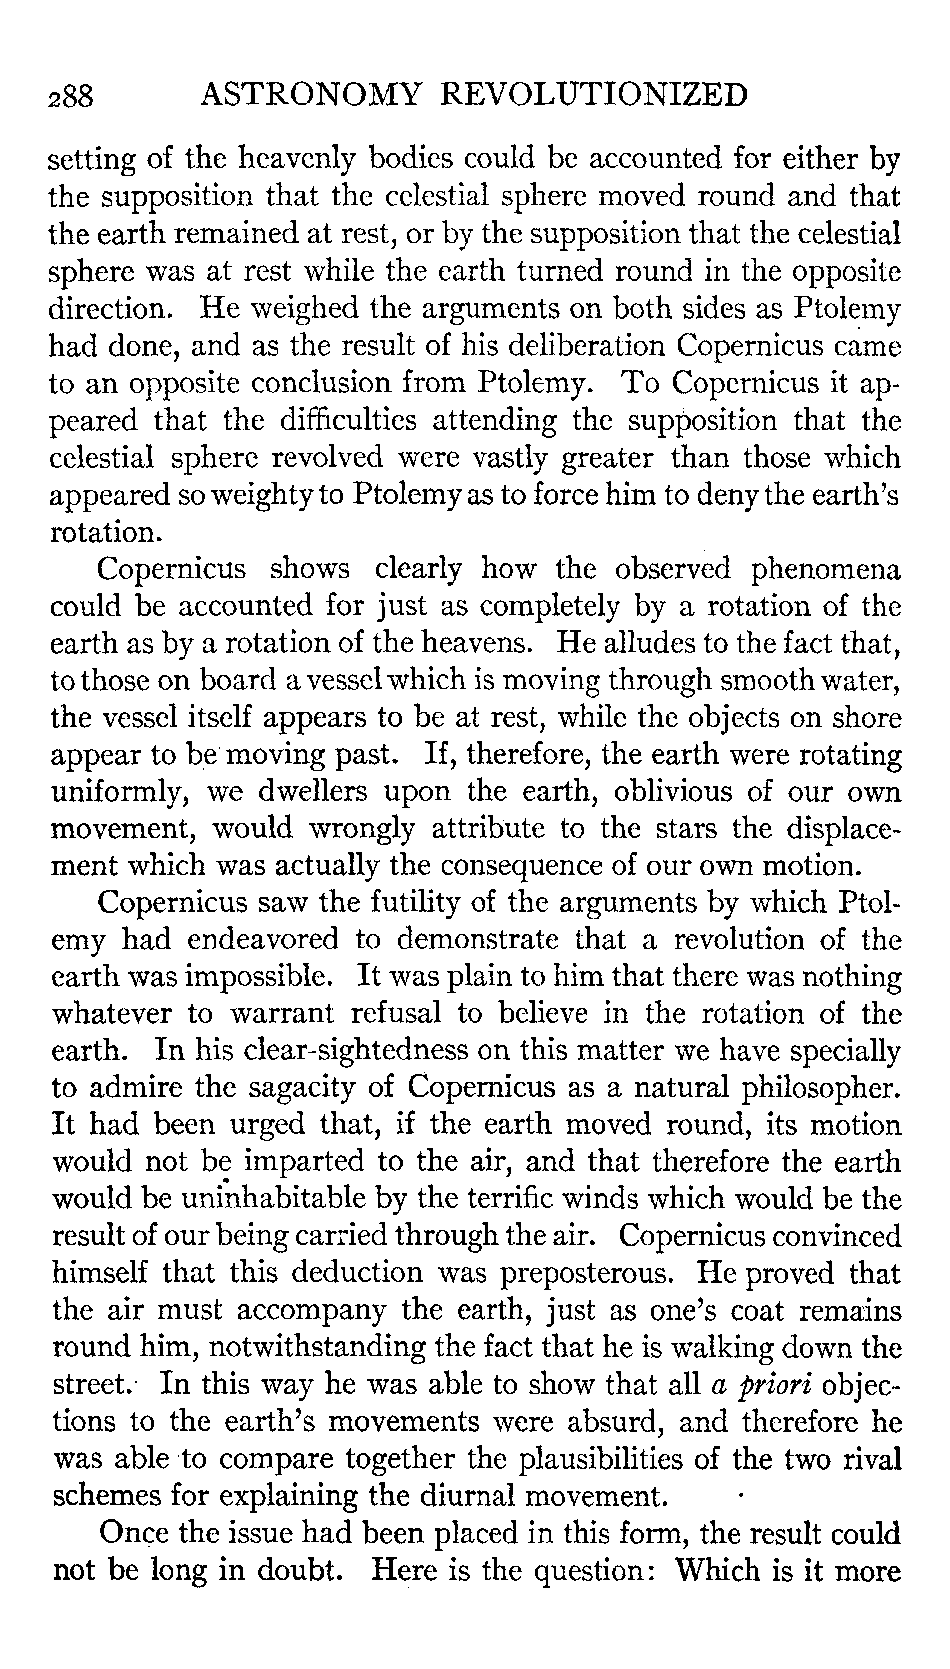 288 ASTRONOMY REVOLUTIONIZED
setting of the heavenly bodies could be accounted for either by
the supposition that the celestial sphere moved round and that
the earth remained at rest, or by the supposition that the celestial
sphere was at rest while the earth turned round in the opposite
direction. He weighed the arguments on both sides as Ptolemy
had done, and as the result of his deliberation Copernicus came
to an opposite conclusion from Ptolemy. To Copernicus it ap-
peared that the difficulties attending the supposition that the
celestial sphere revolved were vastly greater than those which
appeared so weighty to Ptolemy as to force him to deny the earth's
rotation.
Copernicus shows clearly how the observed phenomena
could be accounted for just as completely by a rotation of the
earth as by a rotation of the heavens. He alludes to the fact that,
to those on board a vessel which is moving through smooth water,
the vessel itself appears to be at rest, while the objects on shore
appear to be moving past. If, therefore, the earth were rotating
uniformly, we dwellers upon the earth, oblivious of our own
movement, would wrongly attribute to the stars the displace-
ment which was actually the consequence of our own motion.
Copernicus saw the futility of the arguments by which Ptol-
emy had endeavored to demonstrate that a revolution of the
earth was impossible. It was plain to him that there was nothing
whatever to warrant refusal to believe in the rotation of the
earth. In his clear-sightedness on this matter we have specially
to admire the sagacity of Copernicus as a natural philosopher.
It had been urged that, if the earth moved round, its motion
would not be imparted to the air, and that therefore the earth
would be uninhabitable by the terrific winds which would be the
result of our being carried through the air. Copernicus convinced
himself that this deduction was preposterous. He proved that
the air must accompany the earth, just as one's coat remains
round him, notwithstanding the fact that he is walking down the
street. In this way he was able to show that all a priori objec-
tions to the earth's movements were absurd, and therefore he
was able to compare together the plausibilities of the two rival
schemes for explaining the diurnal movement.
Once the issue had been placed in this form, the result could
not be long in doubt. Here is the question: Which is it more